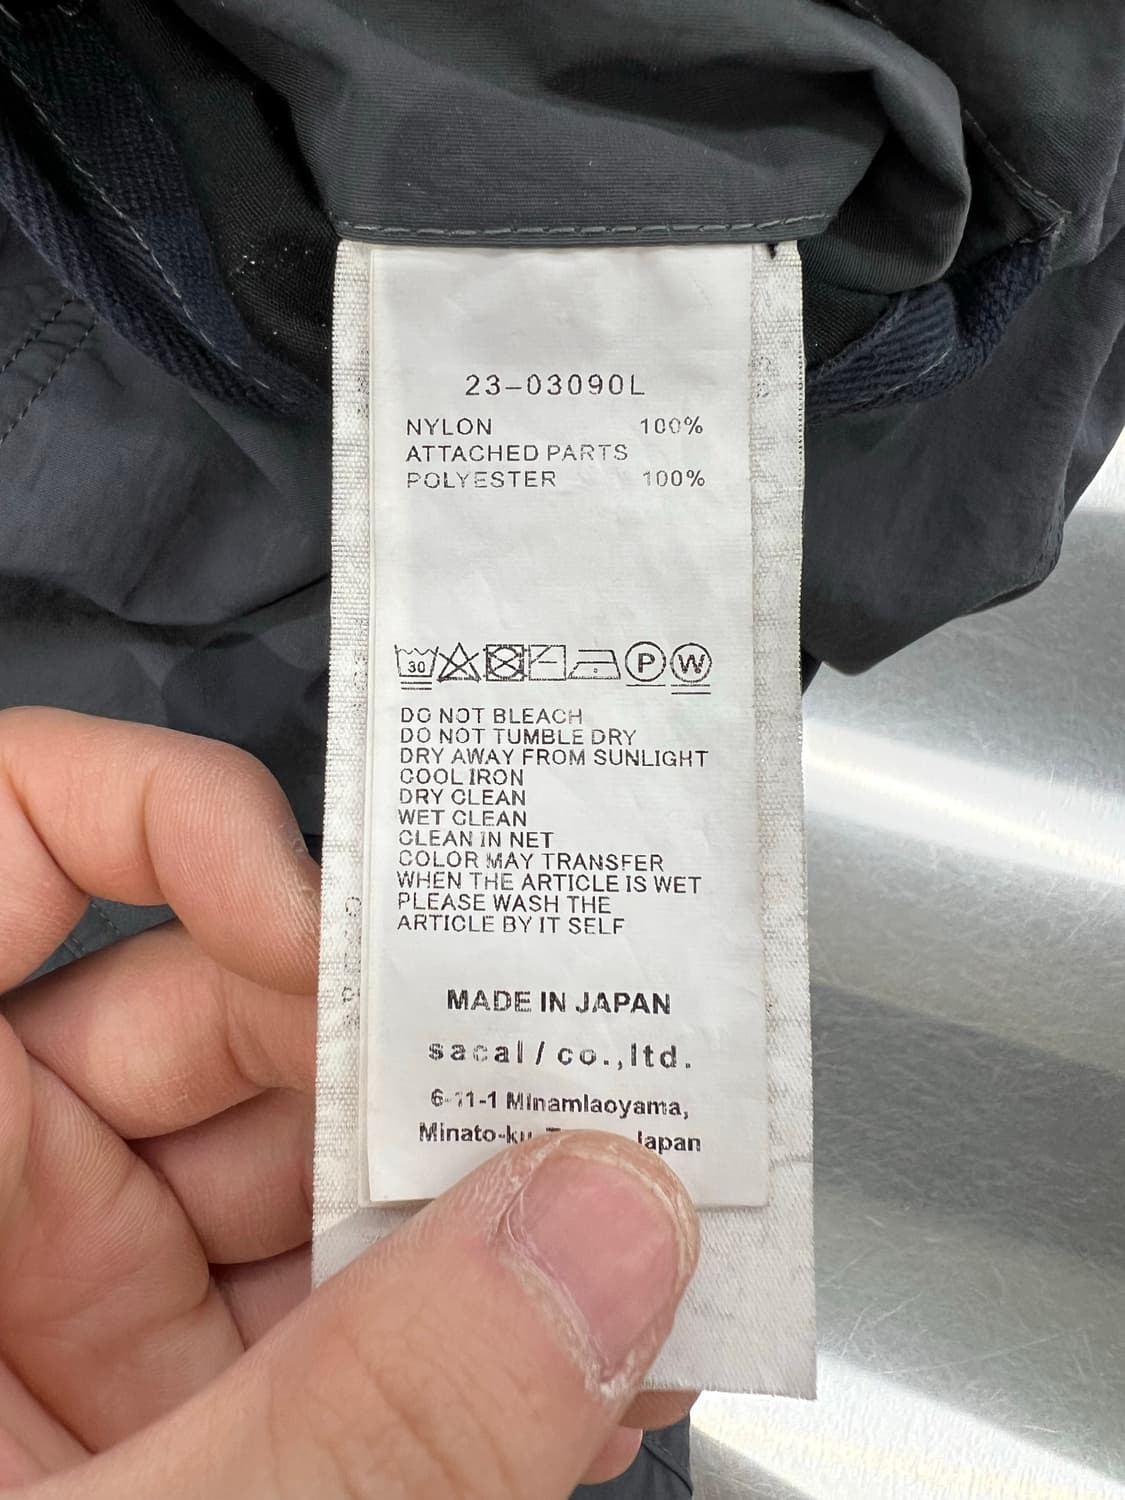 23-03090L
NYLON 100%
ATTACHED PARTS
POLYESTER 100%
30 P W
DO NOT BLEACH
DO NOT TUMBLE DRY
DRY AWAY FROM SUNLIGHT
COOL IRON
DRY CLEAN
WET CLEAN
CLEAN IN NET
COLOR MAY TRANSFER
WHEN THE ARTICLE IS WET
PLEASE WASH THE
ARTICLE BY IT SELF
MADE IN JAPAN
sacai / co.,ltd.
6-11-1 Minamiaoyama,
Minato-ku Japan